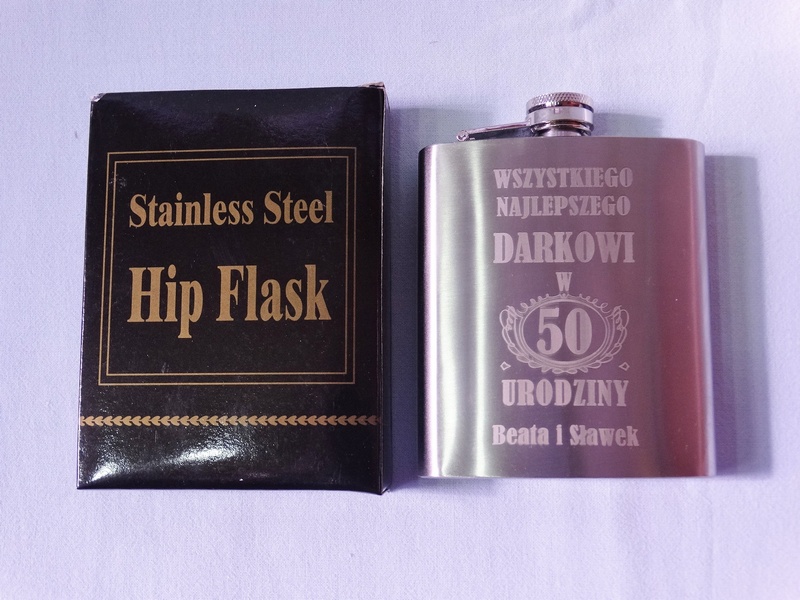 Stainless Steel
Hip Flask
WSZYSTKIEGO
NAJLEPSZEGO
DARKOWI
W
50
URODZINY
Beata i Sławek